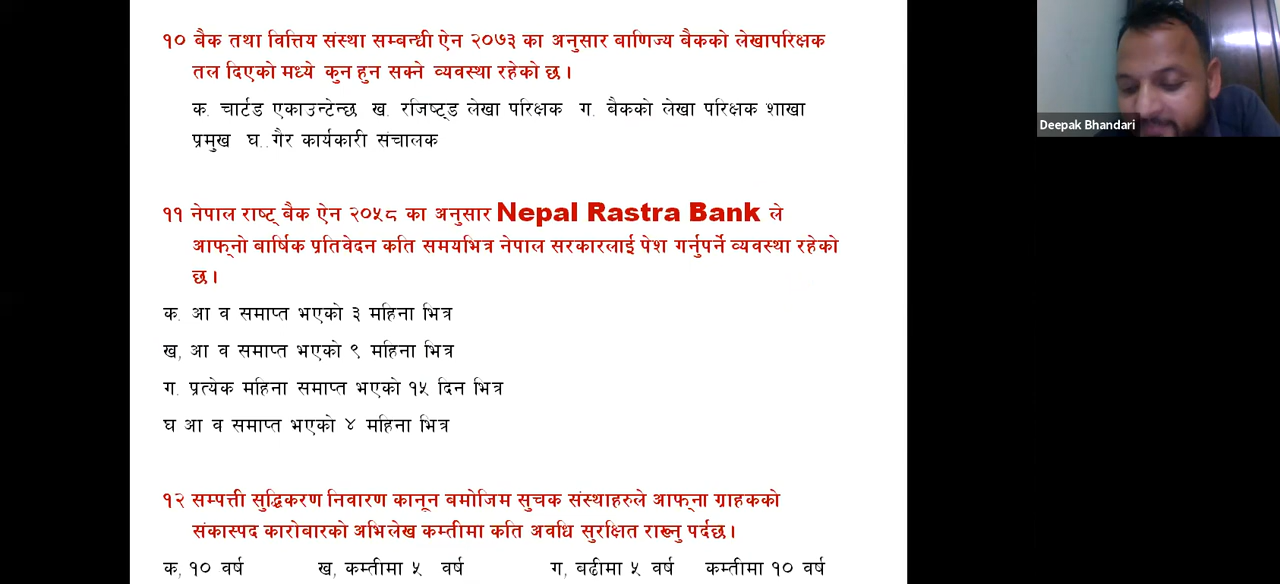 १० बैक तथा वित्तिय संस्था सम्बन्धी ऐन २०७३ का अनुसार बाणिज्य बैकको लेखापरिक्षक
तल दिएको मध्ये कुन हुन सक्ने व्यवस्था रहेको छ ।
क. चार्टड एकाउन्टेन्छ ख. रजिष्ट्ड लेखा परिक्षक ग. बैकको लेखा परिक्षक शाखा
प्रमुख घ..गैर कार्यकारी संचालक
११ नेपाल राष्ट् बैक ऐन २०५८ का अनुसार Nepal Rastra Bank ले
आफ्नो बार्षिक प्रतिवेदन कति समयभित्र नेपाल सरकारलाई पेश गर्नुपर्ने व्यवस्था रहेको
छ ।
क. आ व समाप्त भएको ३ महिना भित्र
ख, आ व समाप्त भएको ९ महिना भित्र
ग. प्रत्येक महिना समाप्त भएको १५ दिन भित्र
घ आ व समाप्त भएको ४ महिना भित्र
१२ सम्पत्ती सुद्धिकरण निवारण कानून बमोजिम सुचक संस्थाहरुले आफ्ना ग्राहकको
संकास्पद कारोबारको अभिलेख कम्तीमा कति अवधि सुरक्षित राख्नु पर्दछ ।
क, १० वर्ष ख, कम्तीमा ५ वर्ष ग, बढीमा ५ वर्ष कम्तीमा १० वर्ष
Deepak Bhandari